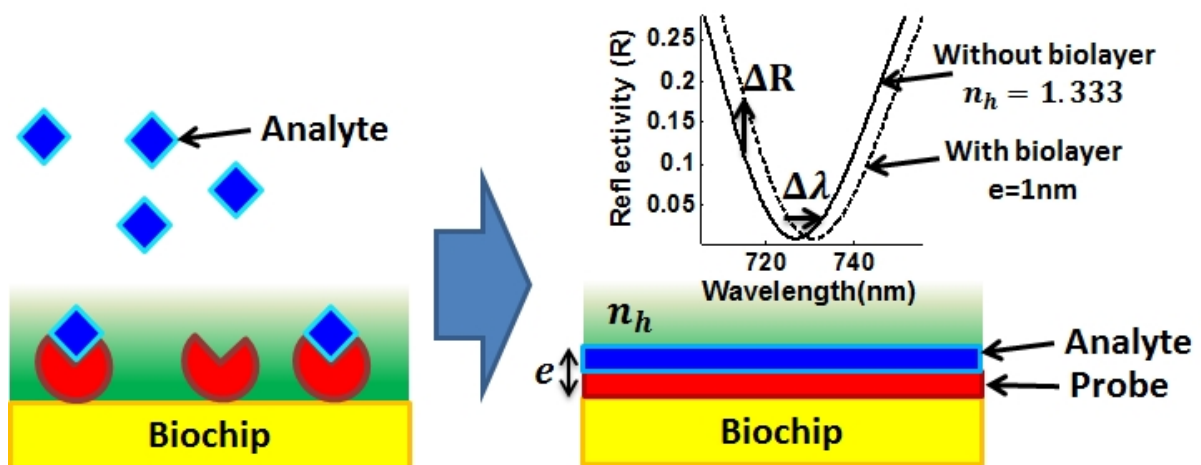 Analyte
Biochip
Reflectivity (R)
0.25
0.2
0.15
0.1
0.05
720
740
Wavelength(nm)
ΔR
Δλ
Without biolayer
n_h = 1.333
With biolayer
e=1nm
n_h
e
Analyte
Probe
Biochip